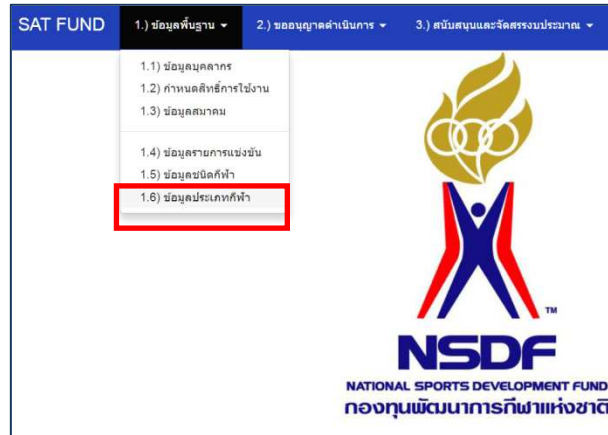 SAT FUND 1.) ข้อมูลพื้นฐาน 2.) ขออนุญาตดำเนินการ 3.) สนับสนุนและจัดสรรงบประมาณ
1.1) ข้อมูลบุคลากร
1.2) กำหนดสิทธิ์การใช้งาน
1.3) ข้อมูลสมาคม
1.4) ข้อมูลรายการแข่งขัน
1.5) ข้อมูลชนิดกีฬา
1.6) ข้อมูลประเภทกีฬา
TM
NSDF
NATIONAL SPORTS DEVELOPMENT FUND
กองทุนพัฒนาการกีฬาแห่งชาติ